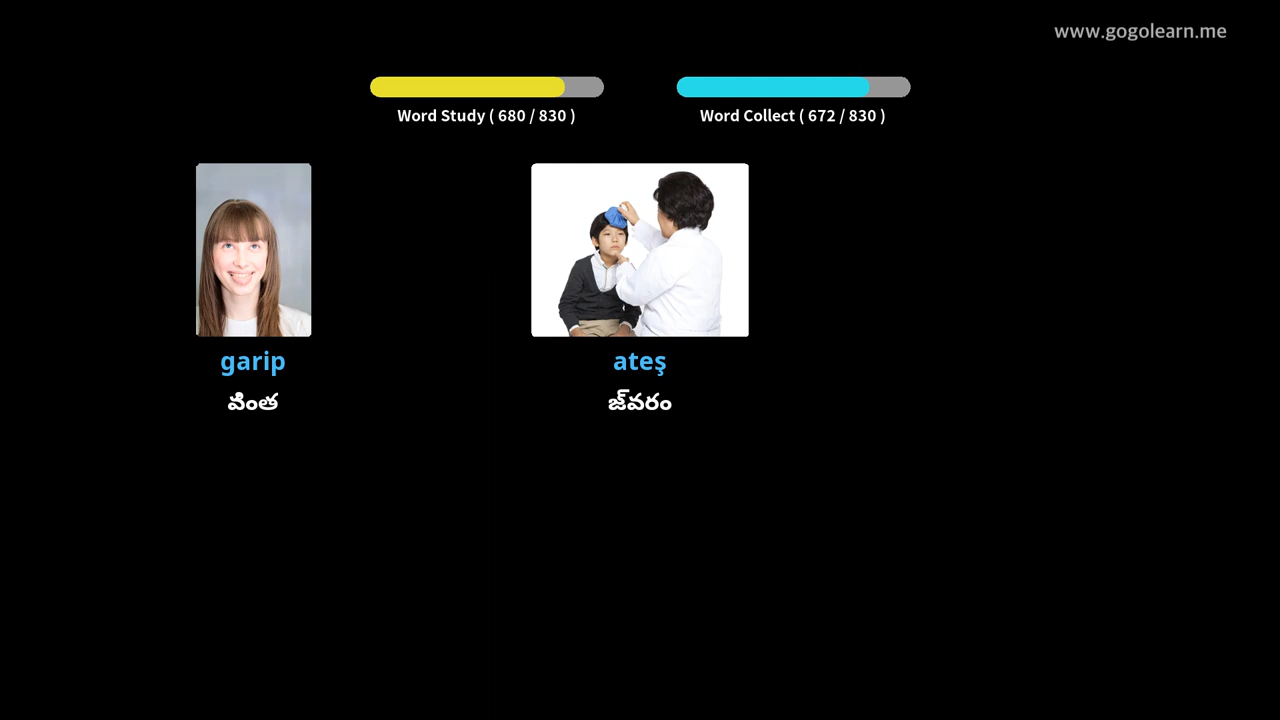 www.gogolearn.me
Word Study ( 680 / 830 )
Word Collect ( 672 / 830 )
garip
ateş
వింత
జ్‌వరం